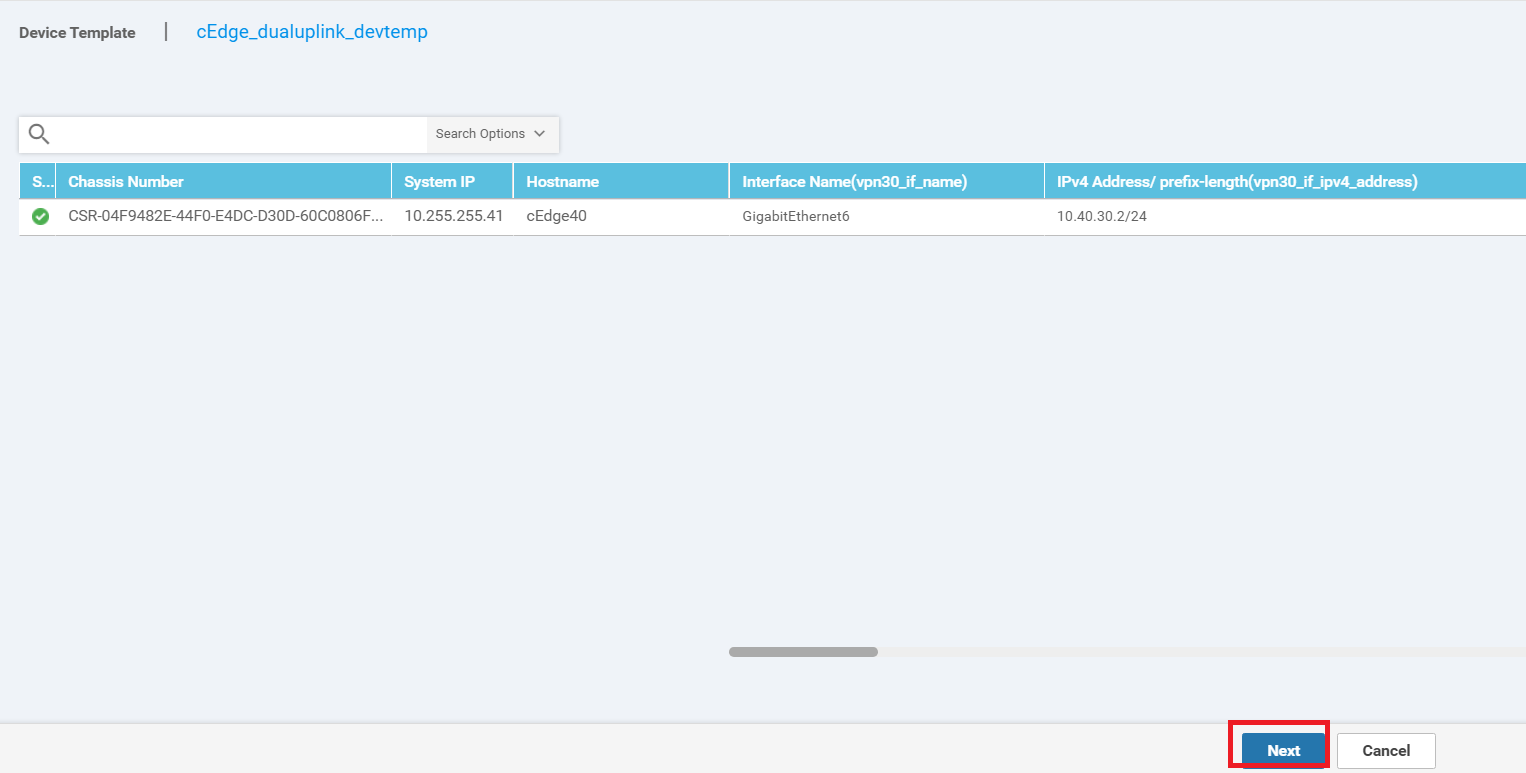 Device Template | cEdge_dualuplink_devtemp
Search Options
S... Chassis Number System IP Hostname Interface Name(vpn30_if_name) IPv4 Address/ prefix-length(vpn30_if_ipv4_address)
CSR-04F9482E-44F0-E4DC-D30D-60C0806F... 10.255.255.41 cEdge40 GigabitEthernet6 10.40.30.2/24
Next Cancel